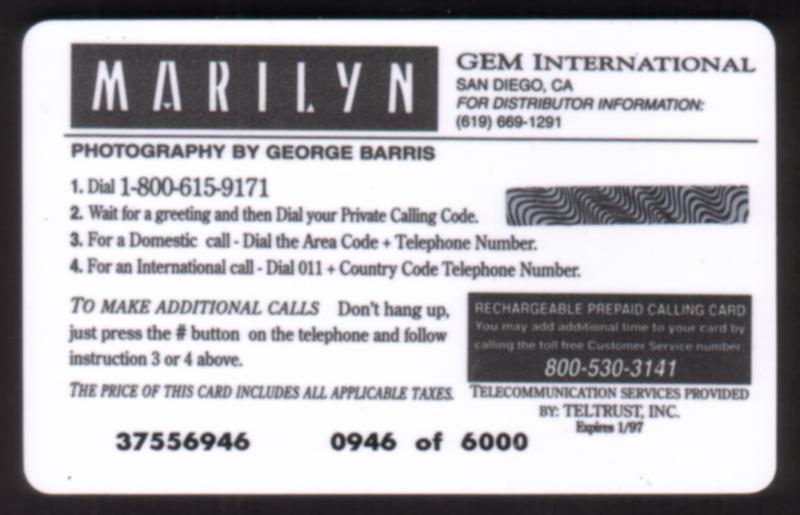 MARILYN
GEM INTERNATIONAL
SAN DIEGO, CA
FOR DISTRIBUTOR INFORMATION:
(619) 669-1291
PHOTOGRAPHY BY GEORGE BARRIS
1. Dial 1-800-615-9171
2. Wait for a greeting and then Dial your Private Calling Code.
3. For a Domestic call - Dial the Area Code + Telephone Number.
4. For an International call - Dial 011 + Country Code Telephone Number.
TO MAKE ADDITIONAL CALLS Don't hang up,
just press the # button on the telephone and follow
instruction 3 or 4 above.
THE PRICE OF THIS CARD INCLUDES ALL APPLICABLE TAXES.
RECHARGEABLE PREPAID CALLING CARD
You may add additional time to your card by
calling the toll free Customer Service number
800-530-3141
TELECOMMUNICATION SERVICES PROVIDED
BY: TELTRUST, INC.
Expires 1/97
37556946 0946 of 6000